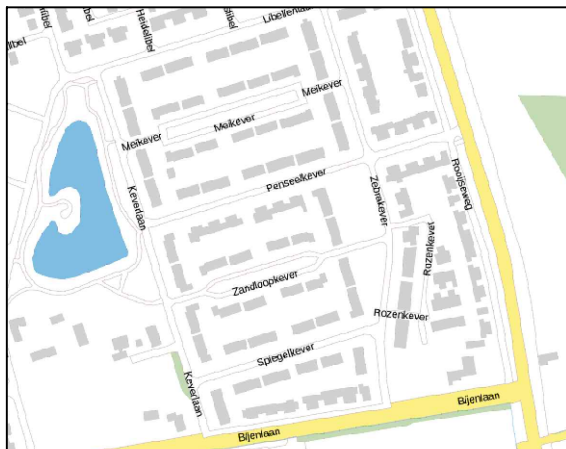 Heidelibel
Libellenlaan
Meikever
Meikever
Meikever
Keverlaan
Penseelkever
Zebrakever
Rooijseweg
Rozenkever
Zandloopkever
Rozenkever
Spiegelkever
Keverlaan
Bijenlaan
Bijenlaan